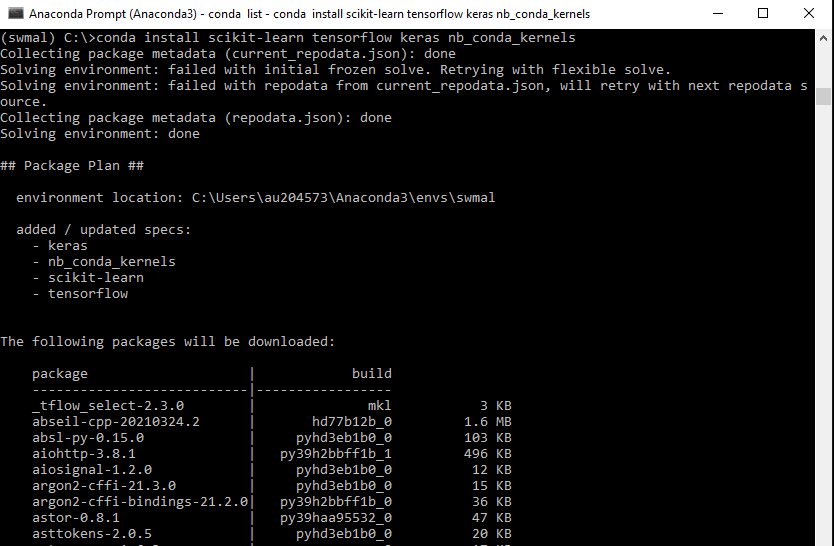 Anaconda Prompt (Anaconda3) - conda  list - conda  install scikit-learn tensorflow keras nb_conda_kernels
(swmal) C:\>conda install scikit-learn tensorflow keras nb_conda_kernels
Collecting package metadata (current_repodata.json): done
Solving environment: failed with initial frozen solve. Retrying with flexible solve.
Solving environment: failed with repodata from current_repodata.json, will retry with next repodata s
ource.
Collecting package metadata (repodata.json): done
Solving environment: done
## Package Plan ##
environment location: C:\Users\au204573\Anaconda3\envs\swmal
added / updated specs:
- keras
- nb_conda_kernels
- scikit-learn
- tensorflow
The following packages will be downloaded:
package                    |            build
---------------------------|-----------------
_tflow_select-2.3.0        |              mkl           3 KB
abseil-cpp-20210324.2      |       hd77b12b_0         1.6 MB
absl-py-0.15.0             |     pyhd3eb1b0_0         103 KB
aiohttp-3.8.1              |   py39h2bbff1b_1         496 KB
aiosignal-1.2.0            |     pyhd3eb1b0_0          12 KB
argon2-cffi-21.3.0         |     pyhd3eb1b0_0          15 KB
argon2-cffi-bindings-21.2.0|   py39h2bbff1b_0          36 KB
astor-0.8.1                |   py39haa95532_0          47 KB
asttokens-2.0.5            |     pyhd3eb1b0_0          20 KB